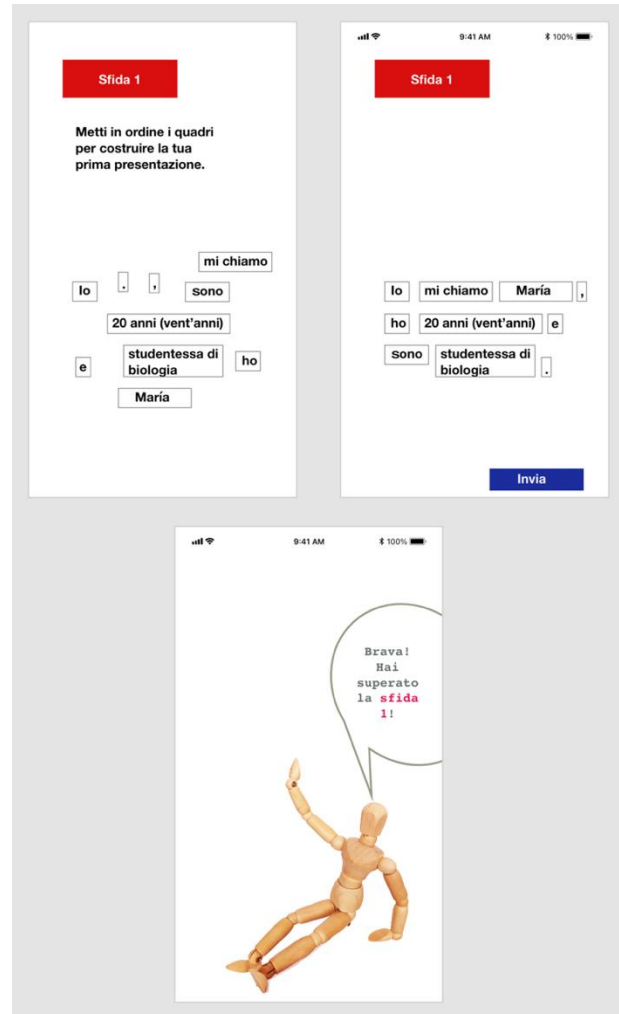 Sfida 1
Metti in ordine i quadri
per costruire la tua
prima presentazione.
mi chiamo
Io . , sono
20 anni (vent'anni)
e studentessa di
biologia ho
María
9:41 AM 100%
Sfida 1
Io mi chiamo María ,
ho 20 anni (vent'anni) e
sono studentessa di
biologia .
Invia
9:41 AM 100%
Brava!
Hai
superato
la sfida
1!